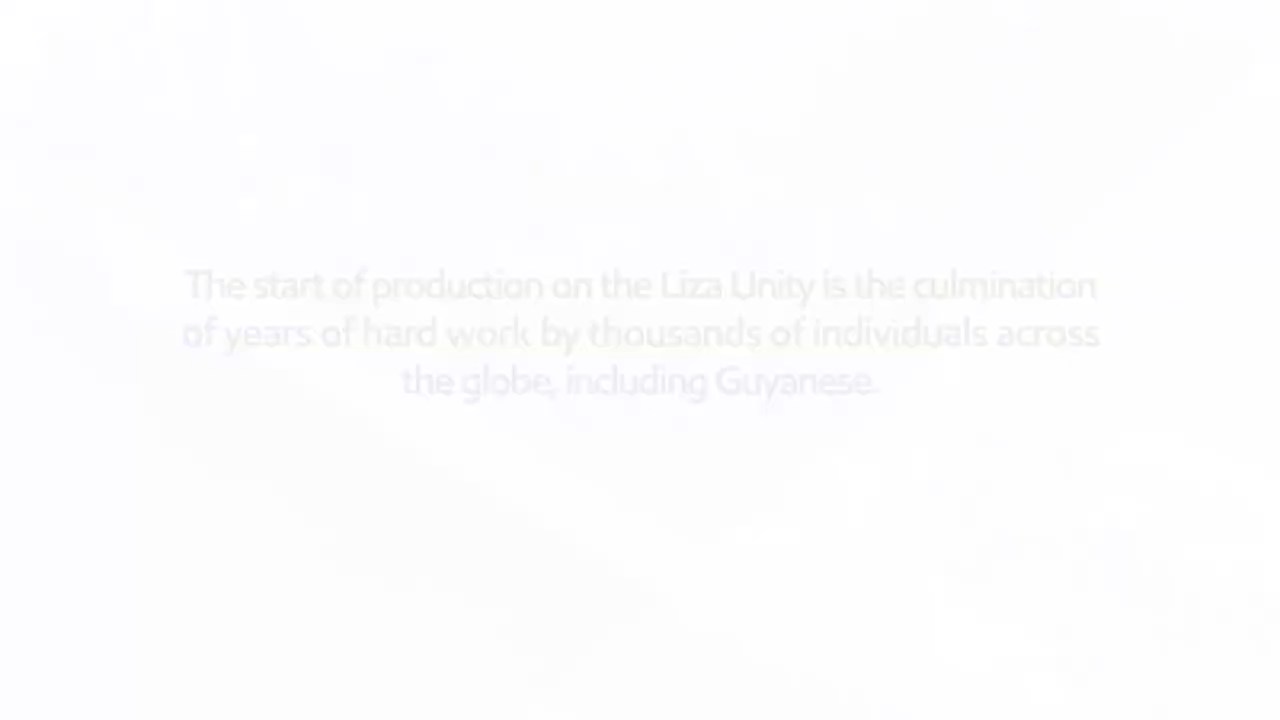 The start of production on the Liza Unity is the culmination
of years of hard work by thousands of individuals across
the globe, including Guyanese.